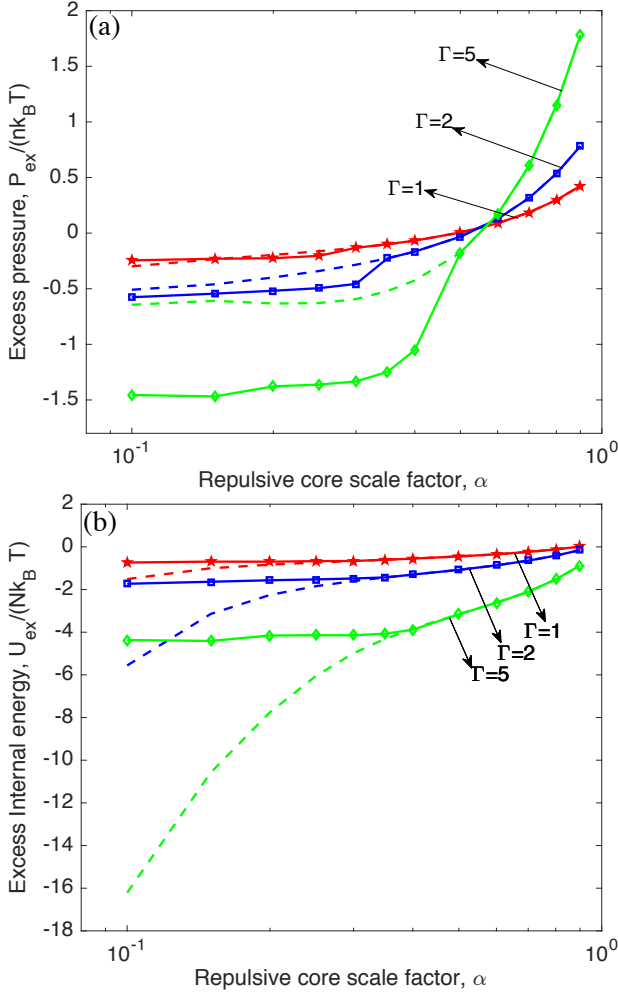 (a)
2
1.5
1
0.5
0
-0.5
-1
-1.5
Excess pressure, P_ex/(nk_BT)
Γ=5
Γ=2
Γ=1
10^-1
10^0
Repulsive core scale factor, α
(b)
2
0
-2
-4
-6
-8
-10
-12
-14
-16
-18
Excess Internal energy, U_ex/(Nk_B T)
Γ=1
Γ=2
Γ=5
10^-1
10^0
Repulsive core scale factor, α